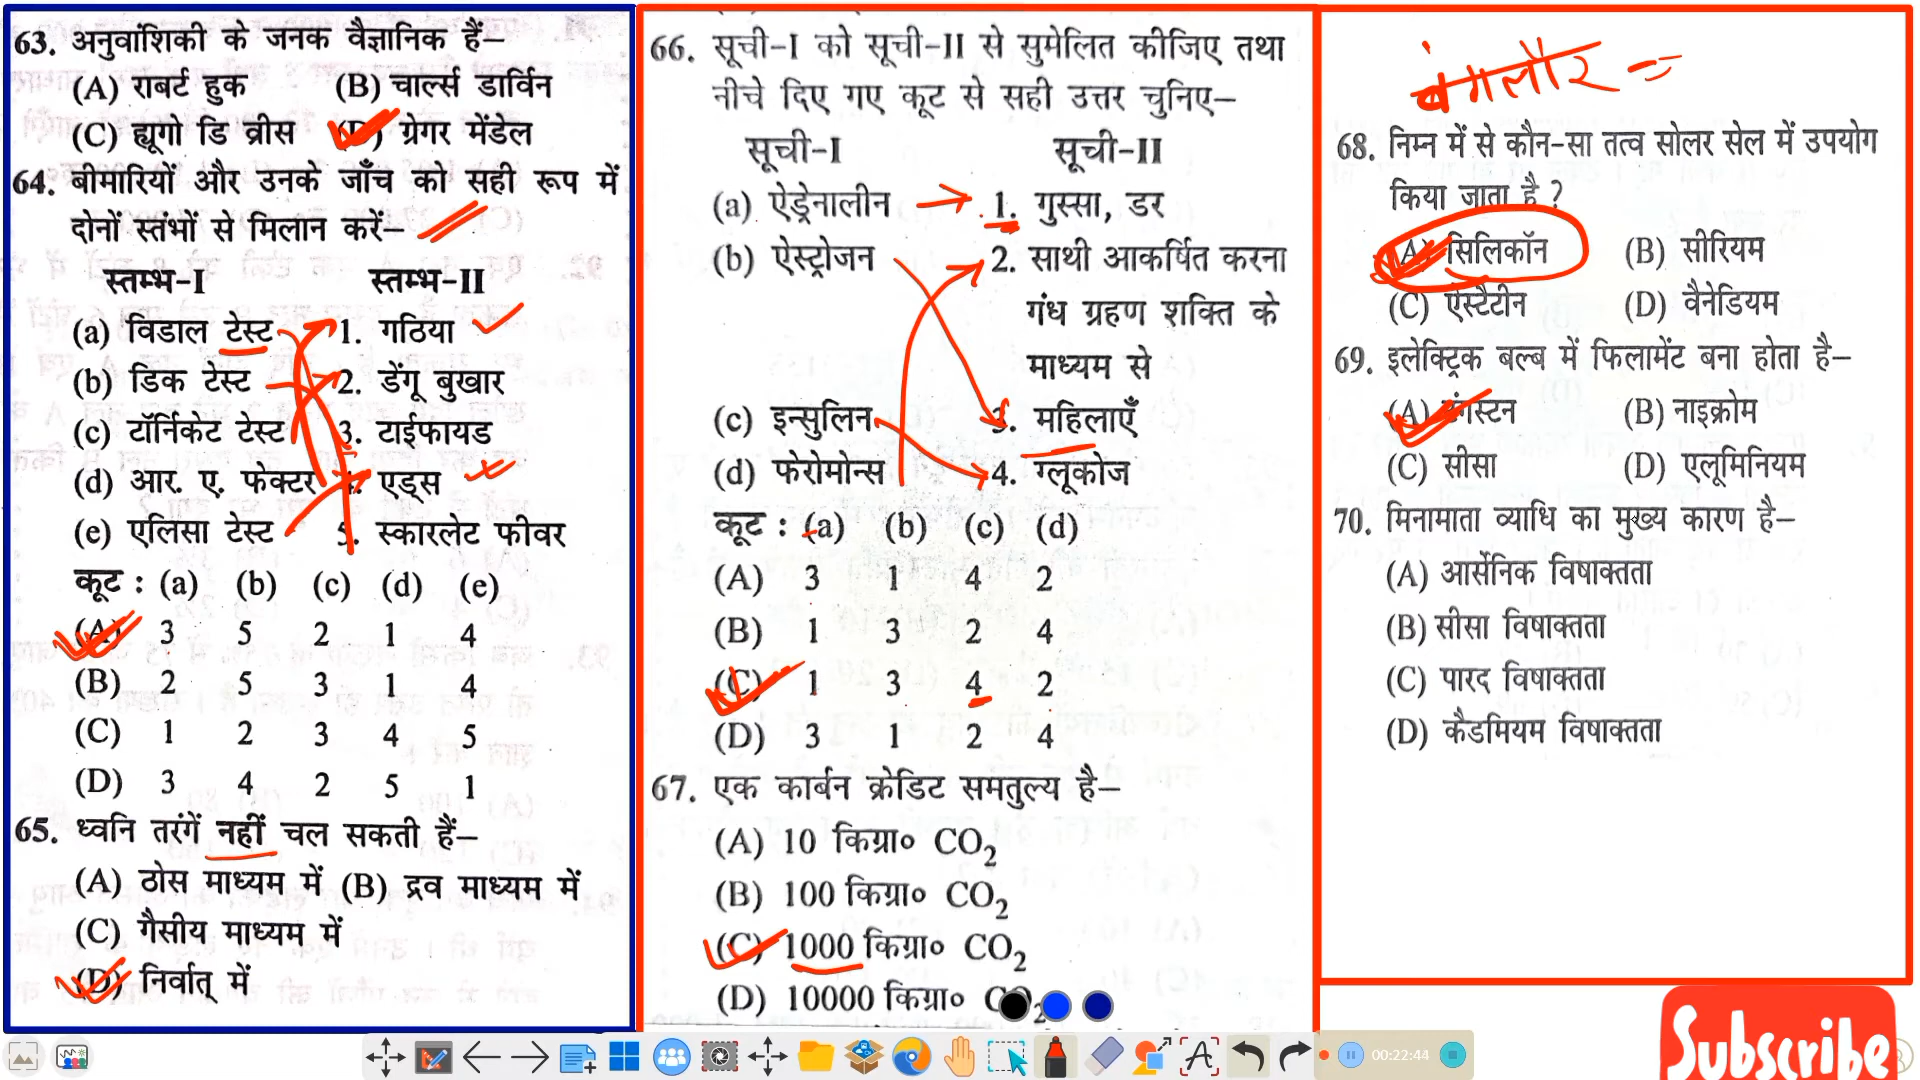 63. अनुवांशिकी के जनक वैज्ञानिक हैं–
(A) राबर्ट हुक (B) चार्ल्स डार्विन
(C) ह्यूगो डि व्रीस (D) ग्रेगर मेंडेल
64. बीमारियों और उनके जाँच को सही रूप में
दोनों स्तंभों से मिलान करें–
स्तम्भ-I स्तम्भ-II
(a) विडाल टेस्ट 1. गठिया
(b) डिक टेस्ट 2. डेंगू बुखार
(c) टॉर्निकेट टेस्ट 3. टाईफायड
(d) आर. ए. फेक्टर 4. एड्स
(e) एलिसा टेस्ट 5. स्कारलेट फीवर
कूट : (a) (b) (c) (d) (e)
(A) 3 5 2 1 4
(B) 2 5 3 1 4
(C) 1 2 3 4 5
(D) 3 4 2 5 1
65. ध्वनि तरंगें नहीं चल सकती हैं–
(A) ठोस माध्यम में (B) द्रव माध्यम में
(C) गैसीय माध्यम में
(D) निर्वात् में
66. सूची-I को सूची-II से सुमेलित कीजिए तथा
नीचे दिए गए कूट से सही उत्तर चुनिए–
सूची-I सूची-II
(a) ऐड्रेनालीन 1. गुस्सा, डर
(b) ऐस्ट्रोजन 2. साथी आकर्षित करना
गंध ग्रहण शक्ति के
माध्यम से
(c) इन्सुलिन 3. महिलाएँ
(d) फेरोमोन्स 4. ग्लूकोज
कूट : (a) (b) (c) (d)
(A) 3 1 4 2
(B) 1 3 2 4
(C) 1 3 4 2
(D) 3 1 2 4
67. एक कार्बन क्रेडिट समतुल्य है–
(A) 10 किग्रा० CO2
(B) 100 किग्रा० CO2
(C) 1000 किग्रा० CO2
(D) 10000 किग्रा० CO2
बंगलौर
68. निम्न में से कौन-सा तत्व सोलर सेल में उपयोग
किया जाता है ?
(A) सिलिकॉन (B) सीरियम
(C) ऐस्टैटीन (D) वैनेडियम
69. इलेक्ट्रिक बल्ब में फिलामेंट बना होता है–
(A) टंगस्टन (B) नाइक्रोम
(C) सीसा (D) एलूमिनियम
70. मिनामाता व्याधि का मुख्य कारण है–
(A) आर्सेनिक विषाक्तता
(B) सीसा विषाक्तता
(C) पारद विषाक्तता
(D) कैडमियम विषाक्तता
Subscribe
00:22:44